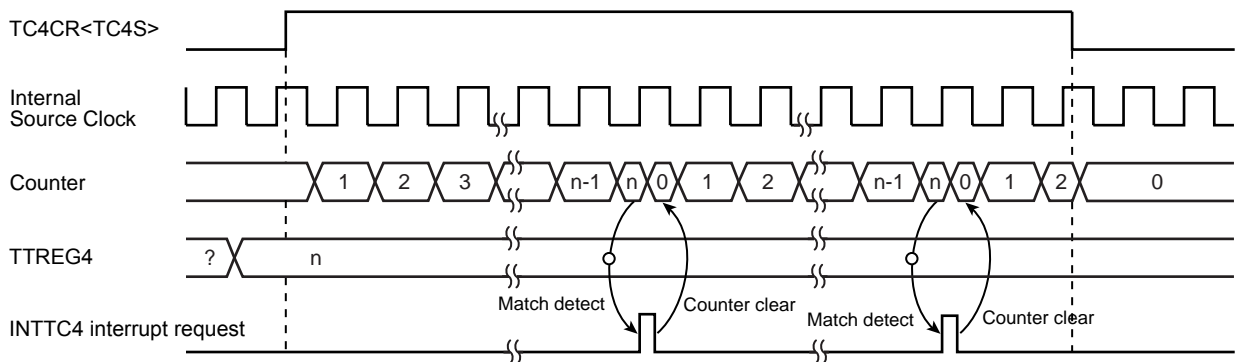 TC4CR<TC4S>
Internal
Source Clock
Counter
1 2 3 n-1 n 0 1 2 n-1 n 0 1 2 0
TTREG4
? n
Match detect Counter clear Match detect Counter clear
INTTC4 interrupt request